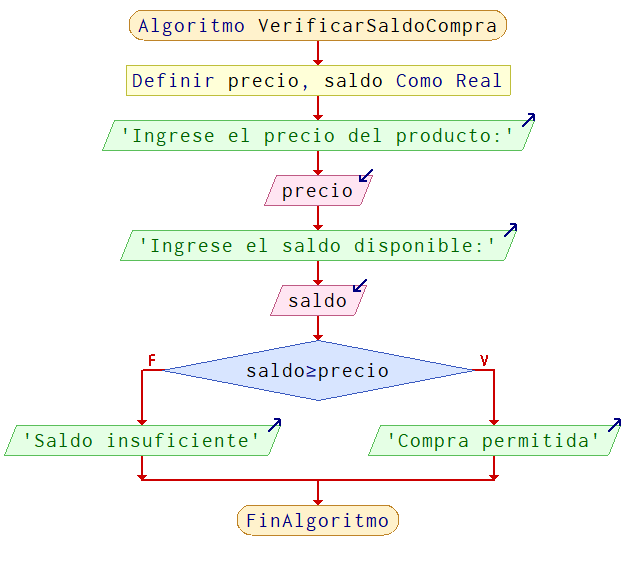 Algoritmo VerificarSaldoCompra
Definir precio, saldo Como Real
'Ingrese el precio del producto:'
precio
'Ingrese el saldo disponible:'
saldo
F
V
saldo≥precio
'Saldo insuficiente'
'Compra permitida'
FinAlgoritmo